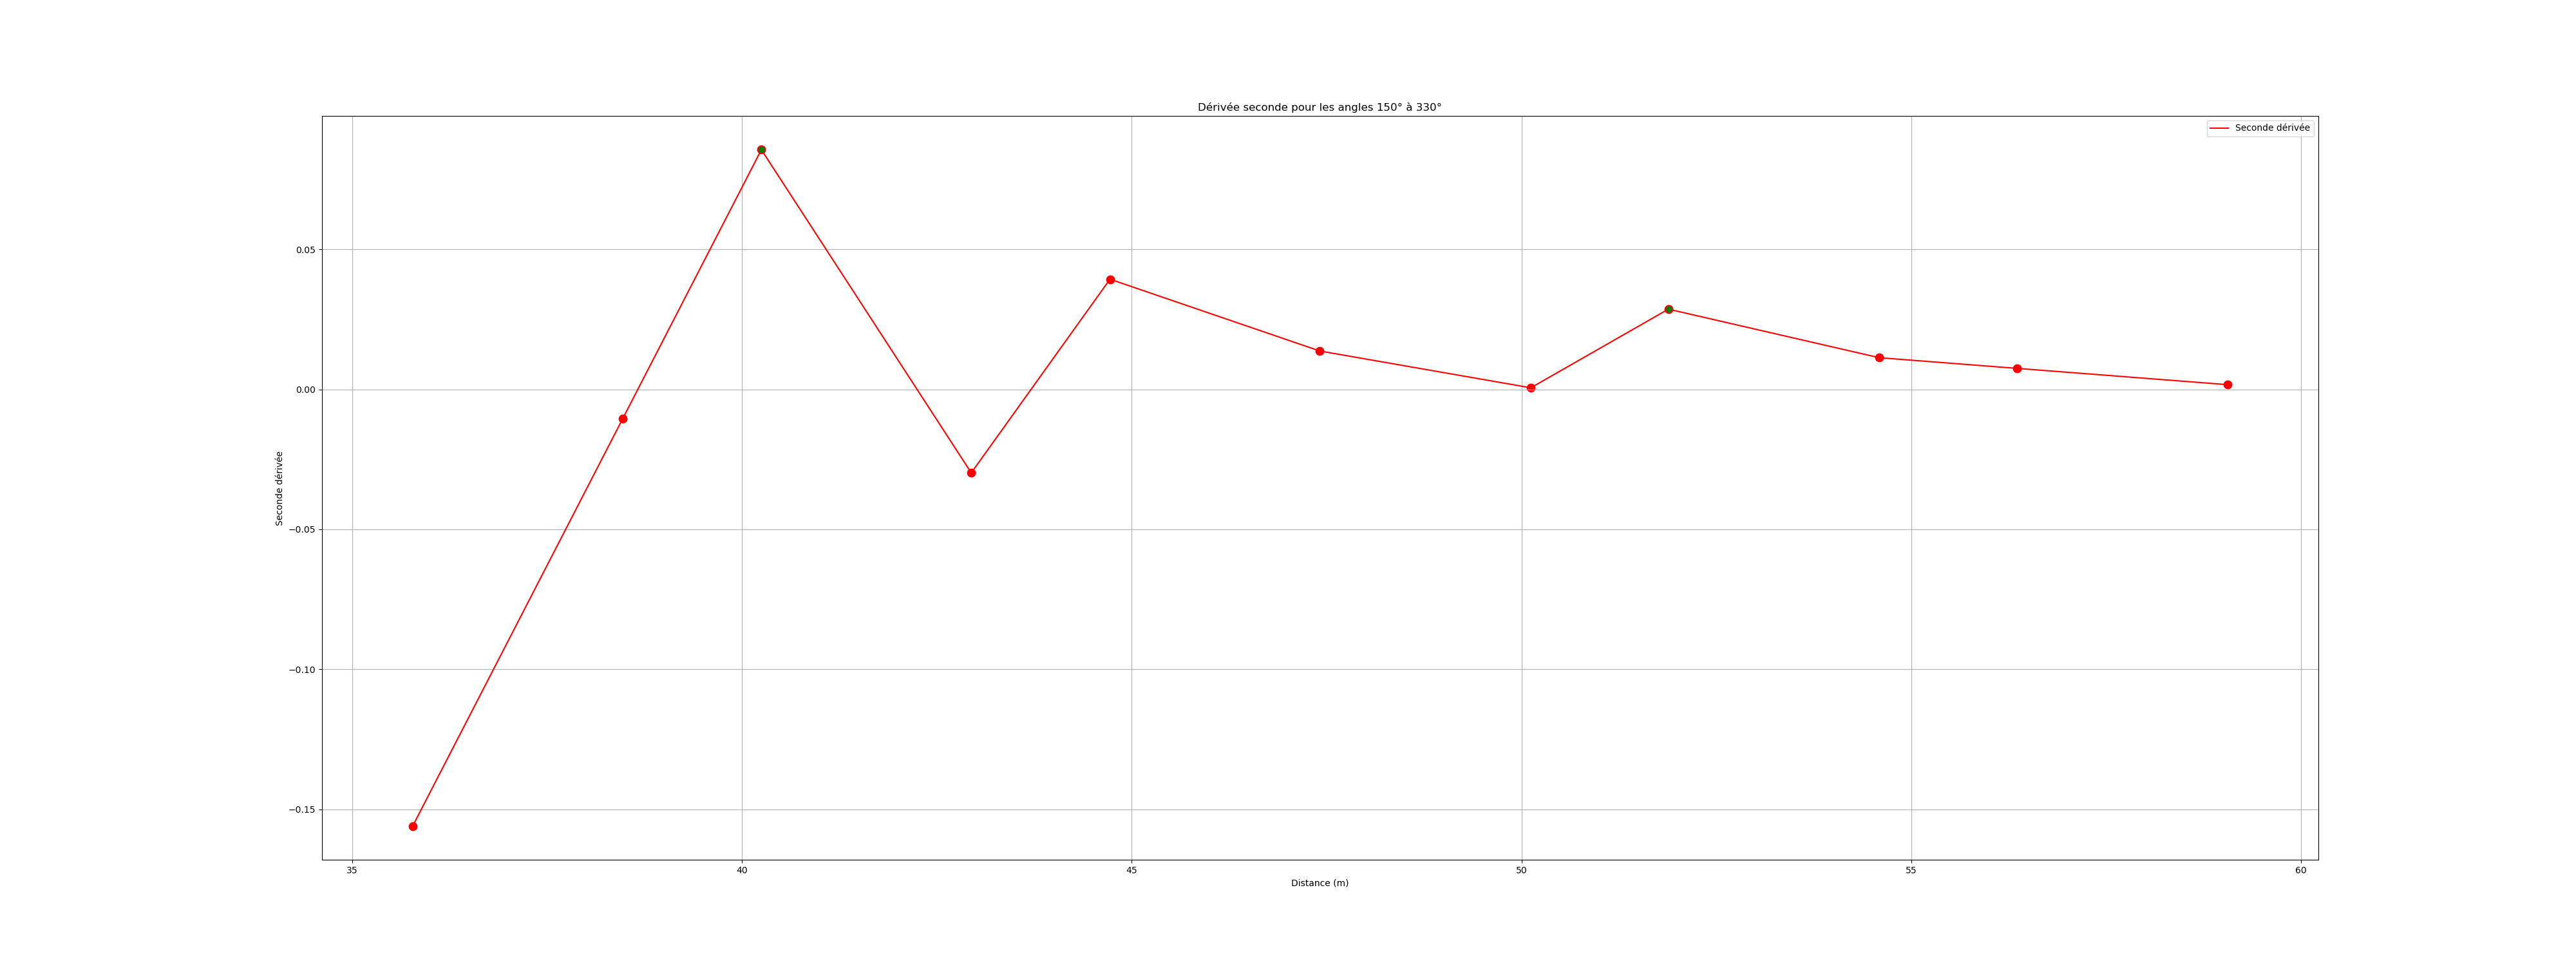 Dérivée seconde pour les angles 150° à 330°
Seconde dérivée
0.05
0.00
−0.05
−0.10
−0.15
Seconde dérivée
35 40 45 50 55 60
Distance (m)